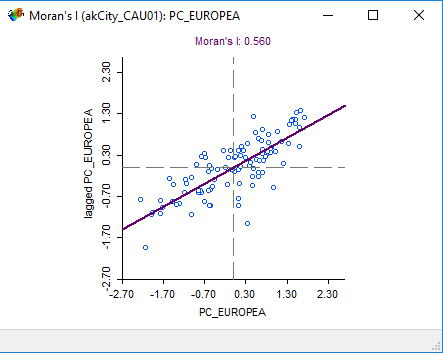 Moran's I (akCity_CAU01): PC_EUROPEA
Moran's I: 0.560
lagged PC_EUROPEA
2.30
1.30
0.30
-0.70
-1.70
-2.70
-2.70 -1.70 -0.70 0.30 1.30 2.30
PC_EUROPEA